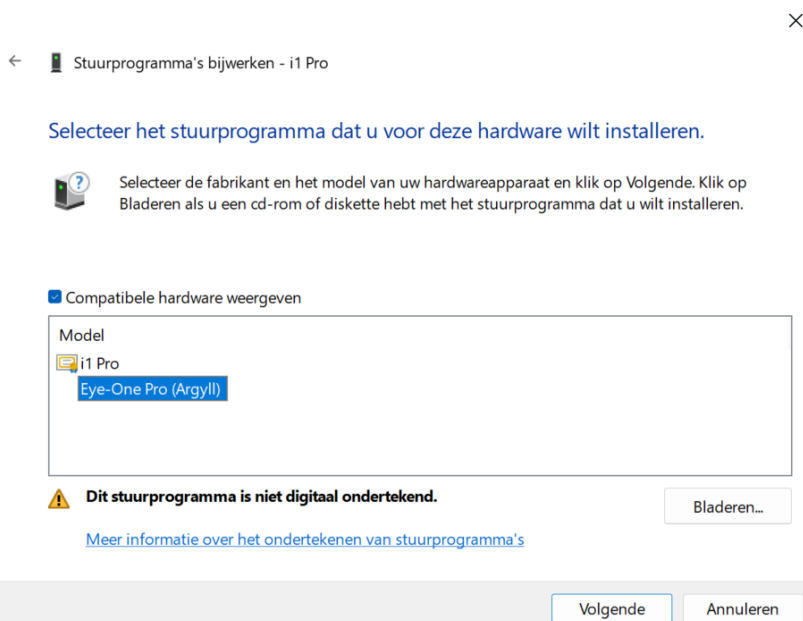 Stuurprogramma's bijwerken - i1 Pro
Selecteer het stuurprogramma dat u voor deze hardware wilt installeren.
Selecteer de fabrikant en het model van uw hardwareapparaat en klik op Volgende. Klik op
Bladeren als u een cd-rom of diskette hebt met het stuurprogramma dat u wilt installeren.
Compatibele hardware weergeven
Model
i1 Pro
Eye-One Pro (Argyll)
Dit stuurprogramma is niet digitaal ondertekend.
Bladeren...
Meer informatie over het ondertekenen van stuurprogramma's
Volgende
Annuleren